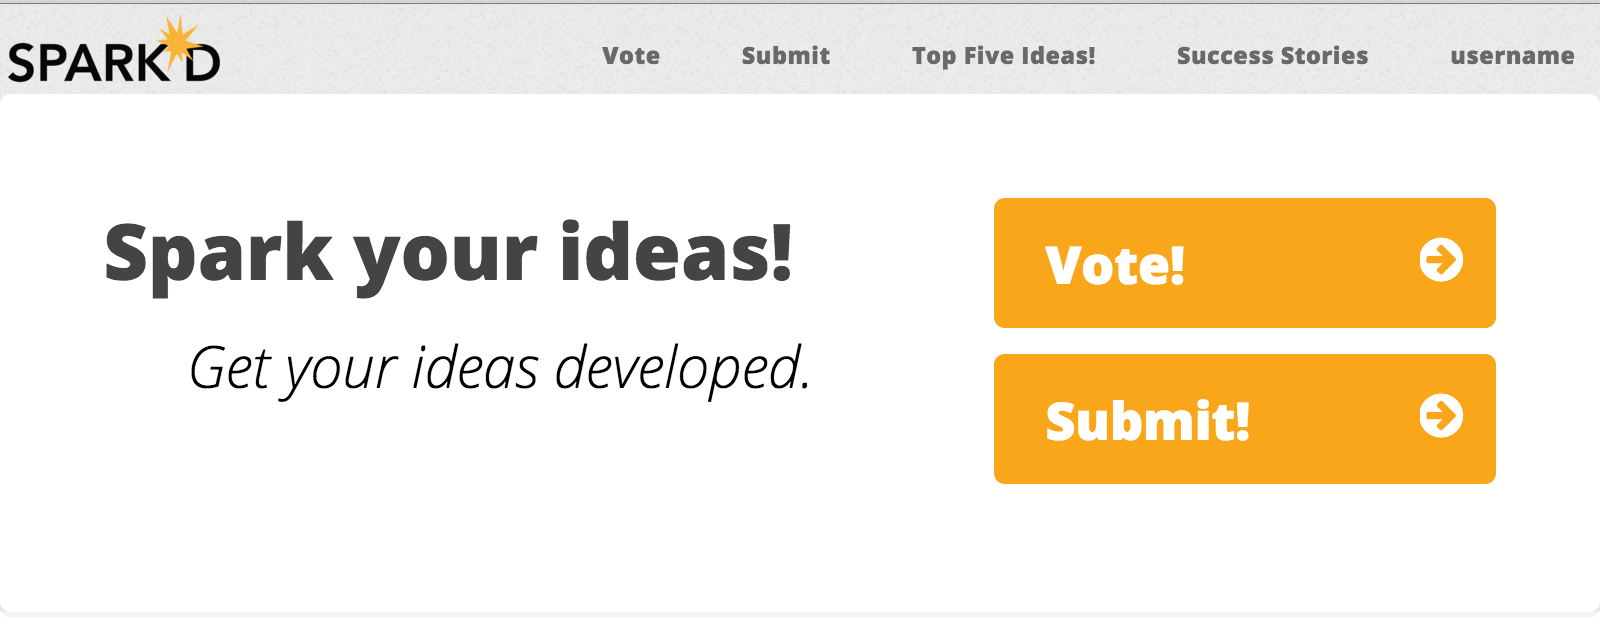 SPARK'D
Vote Submit Top Five Ideas! Success Stories username
Spark your ideas!
Get your ideas developed.
Vote!
Submit!